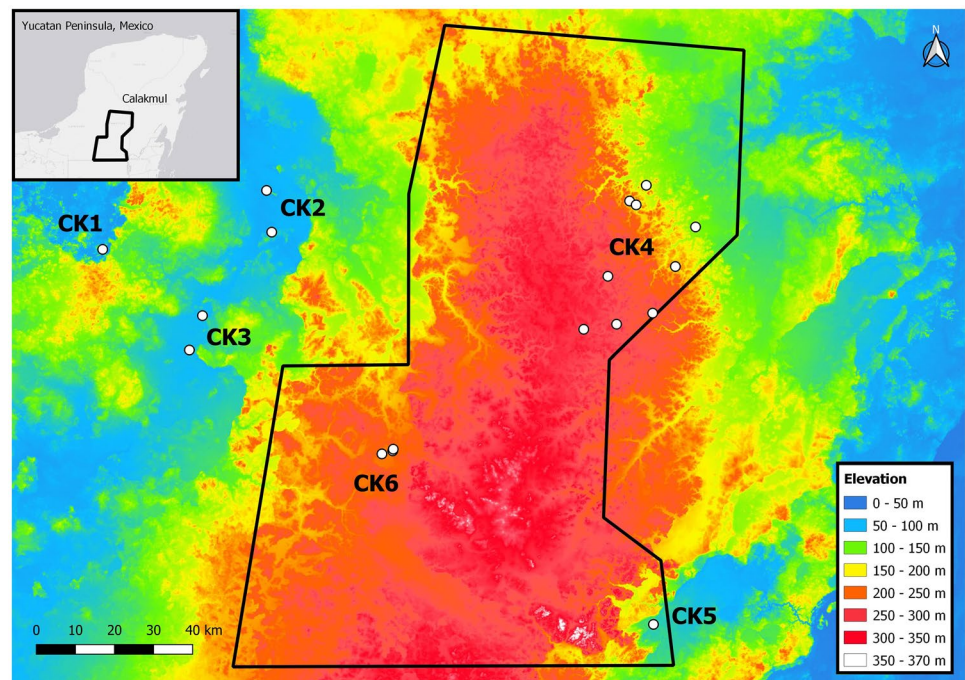 Yucatan Peninsula, Mexico
Calakmul
N
CK1
CK2
CK3
CK4
CK5
CK6
0 10 20 30 40 km
Elevation
0 - 50 m
50 - 100 m
100 - 150 m
150 - 200 m
200 - 250 m
250 - 300 m
300 - 350 m
350 - 370 m